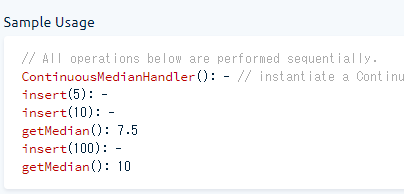 Sample Usage
// All operations below are performed sequentially.
ContinuousMedianHandler(): - // instantiate a Continu
insert(5): -
insert(10): -
getMedian(): 7.5
insert(100): -
getMedian(): 10